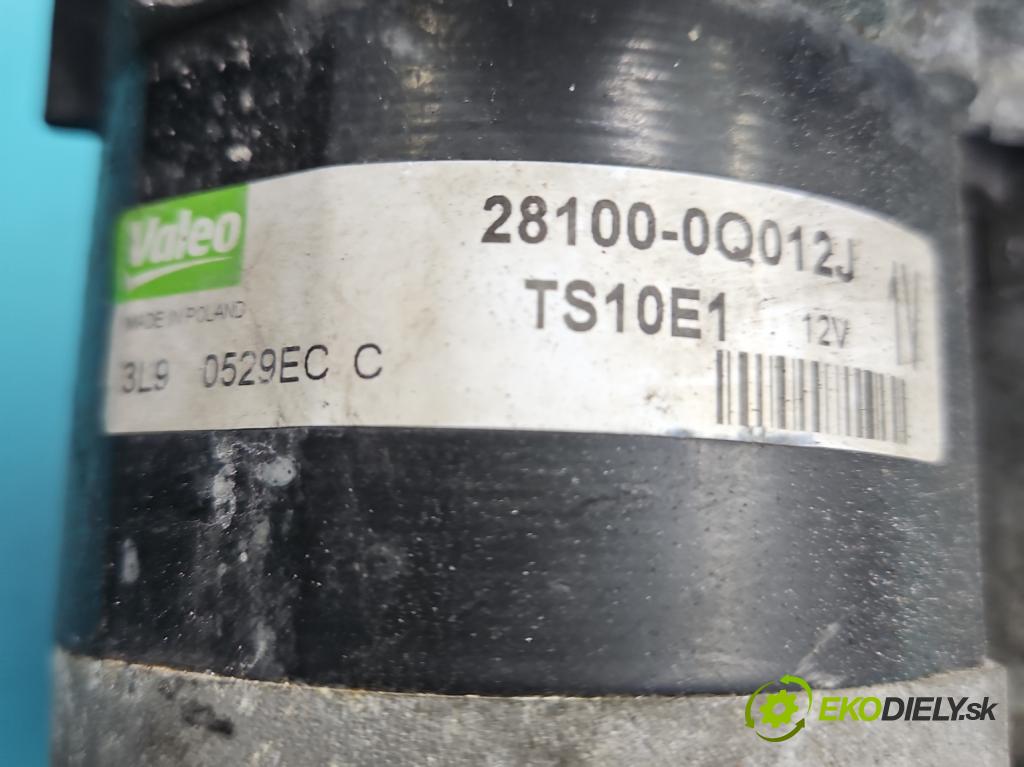 Valeo
MADE IN POLAND
28100-0Q012J
TS10E1 12V
3L9 0529EC C
EKODIELY.sk